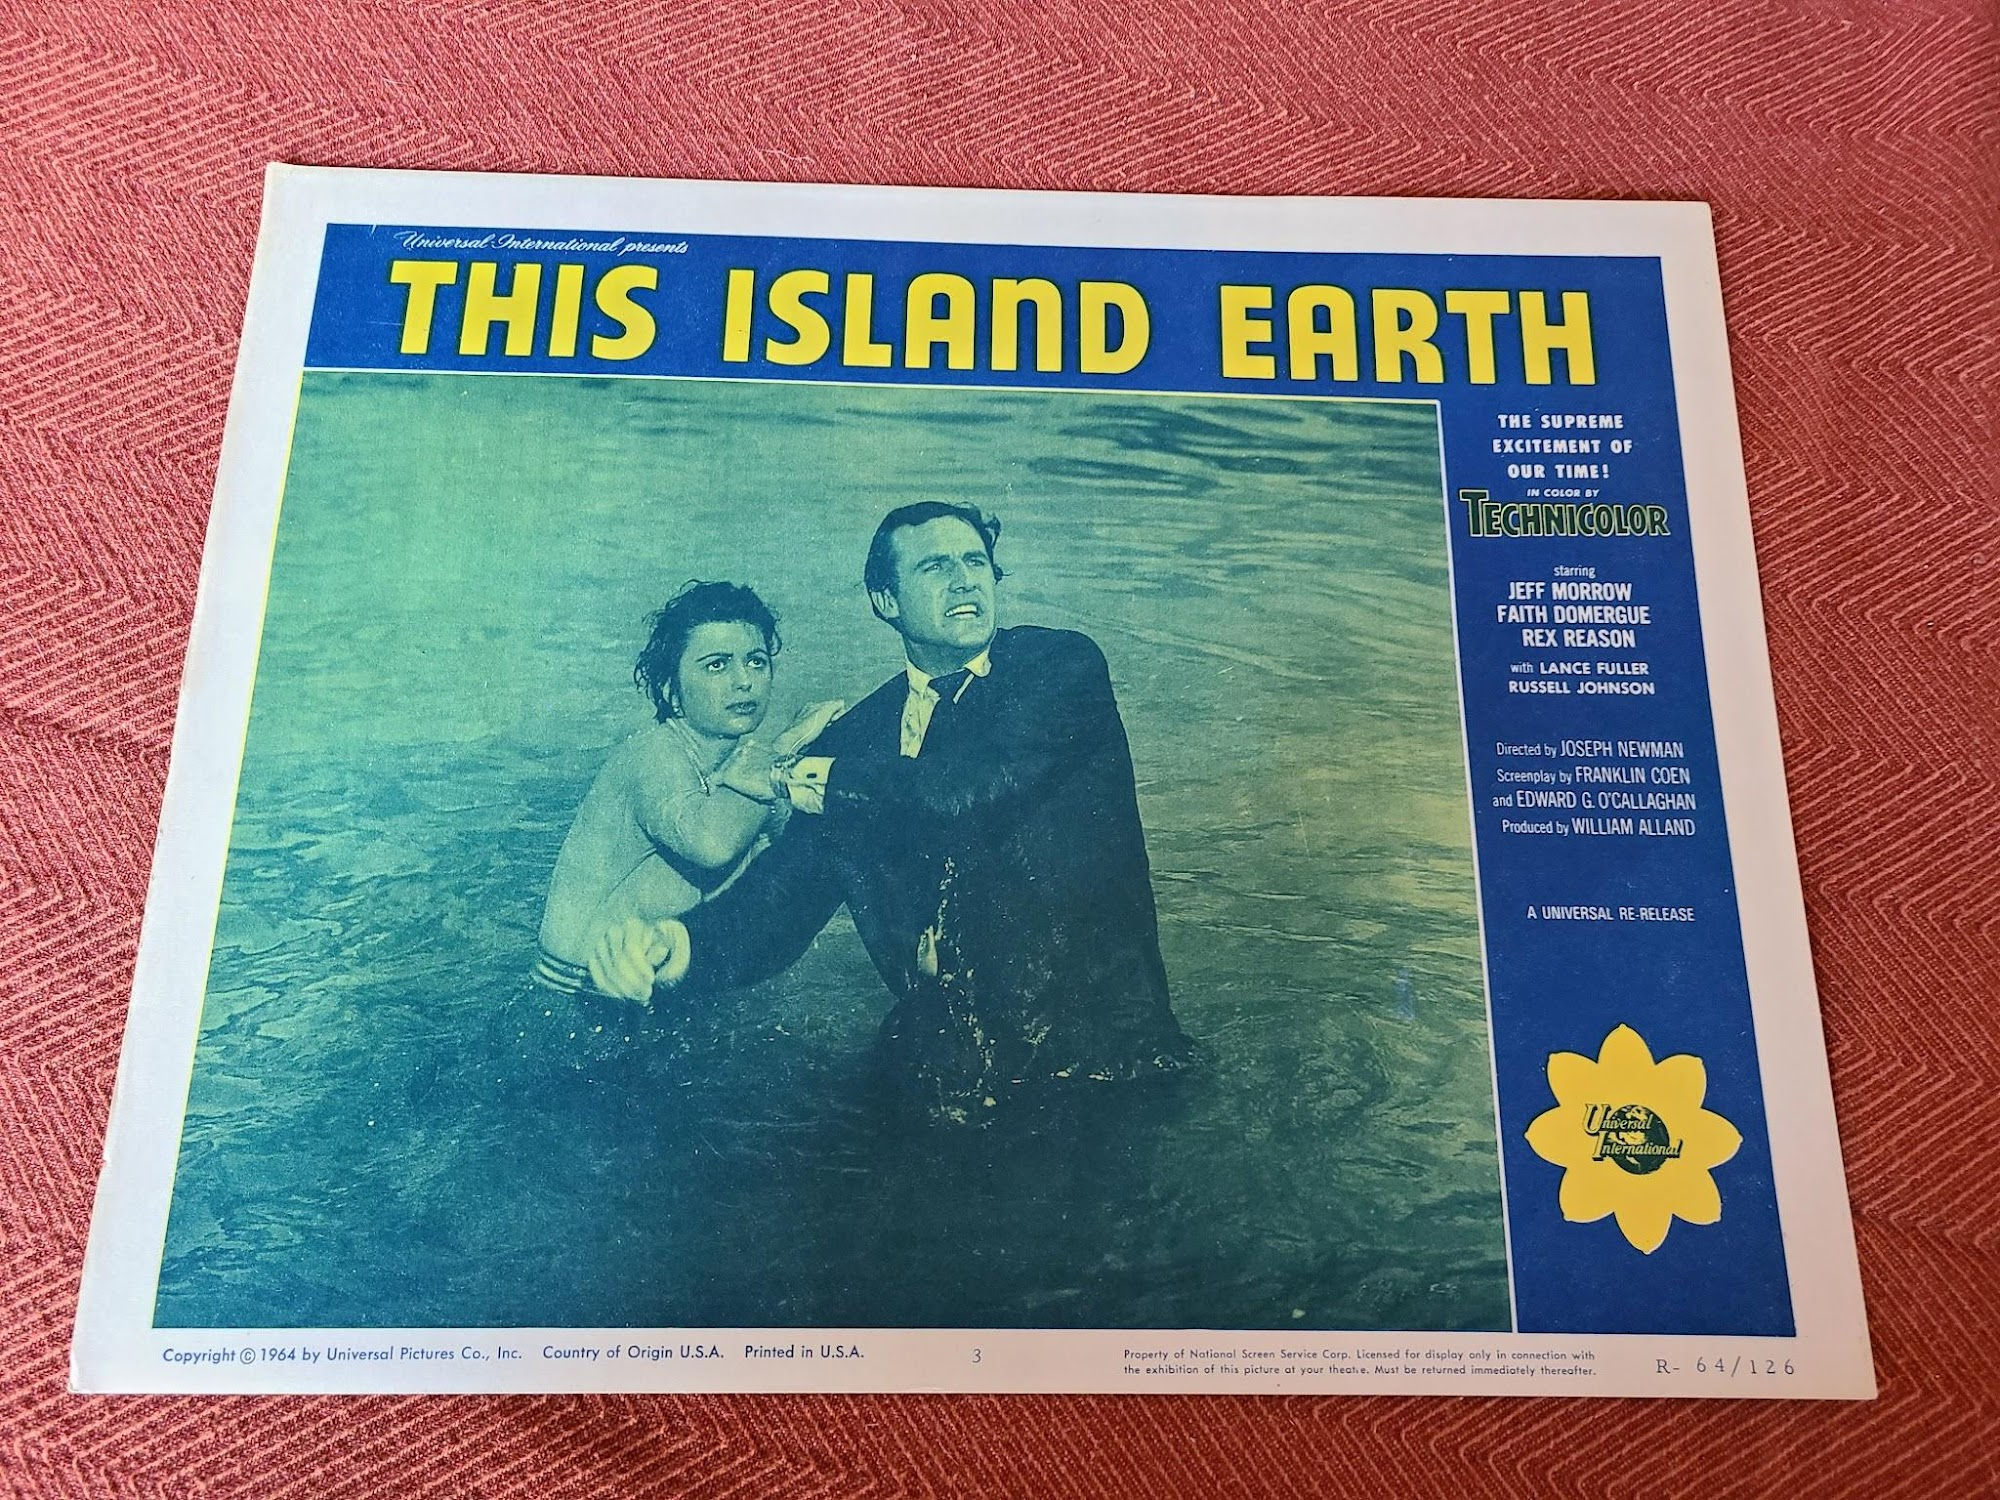 Universal-International presents
THIS ISLAND EARTH
THE SUPREME
EXCITEMENT OF
OUR TIME!
IN COLOR BY
TECHNICOLOR
starring
JEFF MORROW
FAITH DOMERGUE
REX REASON
with LANCE FULLER
RUSSELL JOHNSON
Directed by JOSEPH NEWMAN
Screenplay by FRANKLIN COEN
and EDWARD G. O'CALLAGHAN
Produced by WILLIAM ALLAND
A UNIVERSAL RE-RELEASE
Universal
International
Copyright © 1964 by Universal Pictures Co., Inc. Country of Origin U.S.A. Printed in U.S.A.
3
Property of National Screen Service Corp. Licensed for display only in connection with
the exhibition of this picture at your theatre. Must be returned immediately thereafter.
R- 64/126